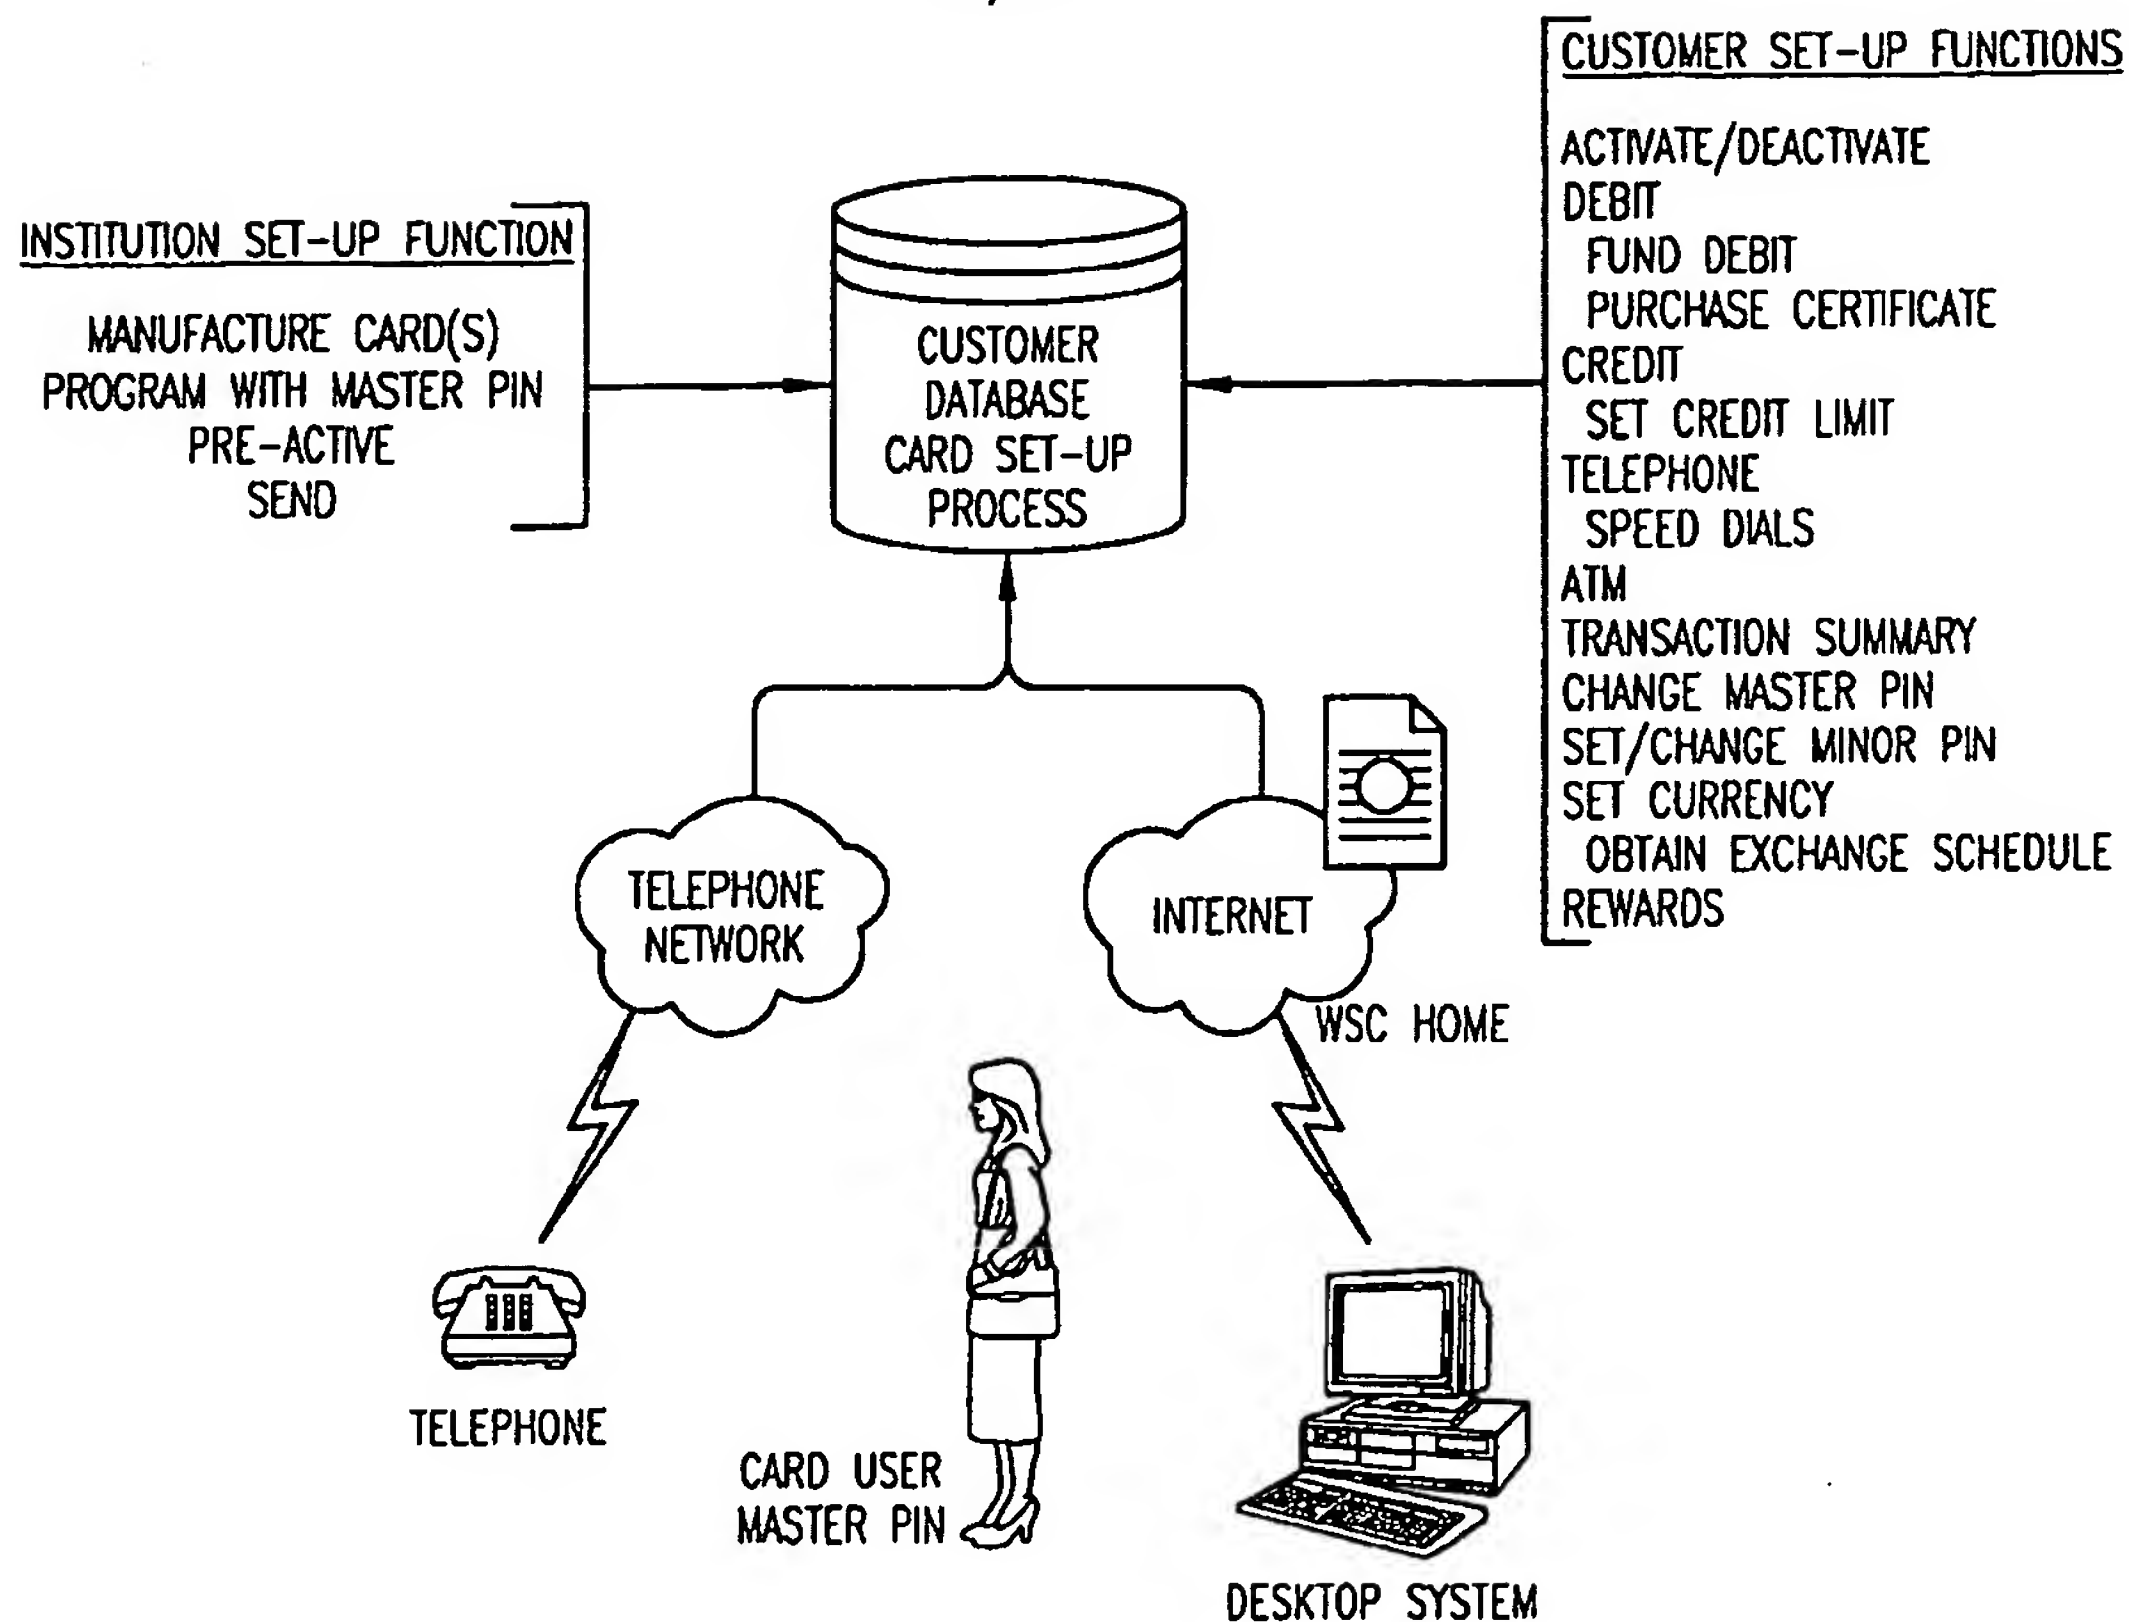 CUSTOMER SET-UP FUNCTIONS
ACTIVATE/DEACTIVATE
DEBIT
FUND DEBIT
PURCHASE CERTIFICATE
CREDIT
SET CREDIT LIMIT
TELEPHONE
SPEED DIALS
ATM
TRANSACTION SUMMARY
CHANGE MASTER PIN
SET/CHANGE MINOR PIN
SET CURRENCY
OBTAIN EXCHANGE SCHEDULE
REWARDS
INSTITUTION SET-UP FUNCTION
MANUFACTURE CARD(S)
PROGRAM WITH MASTER PIN
PRE-ACTIVE
SEND
CUSTOMER
DATABASE
CARD SET-UP
PROCESS
TELEPHONE
NETWORK
INTERNET
WSC HOME
TELEPHONE
CARD USER
MASTER PIN
DESKTOP SYSTEM